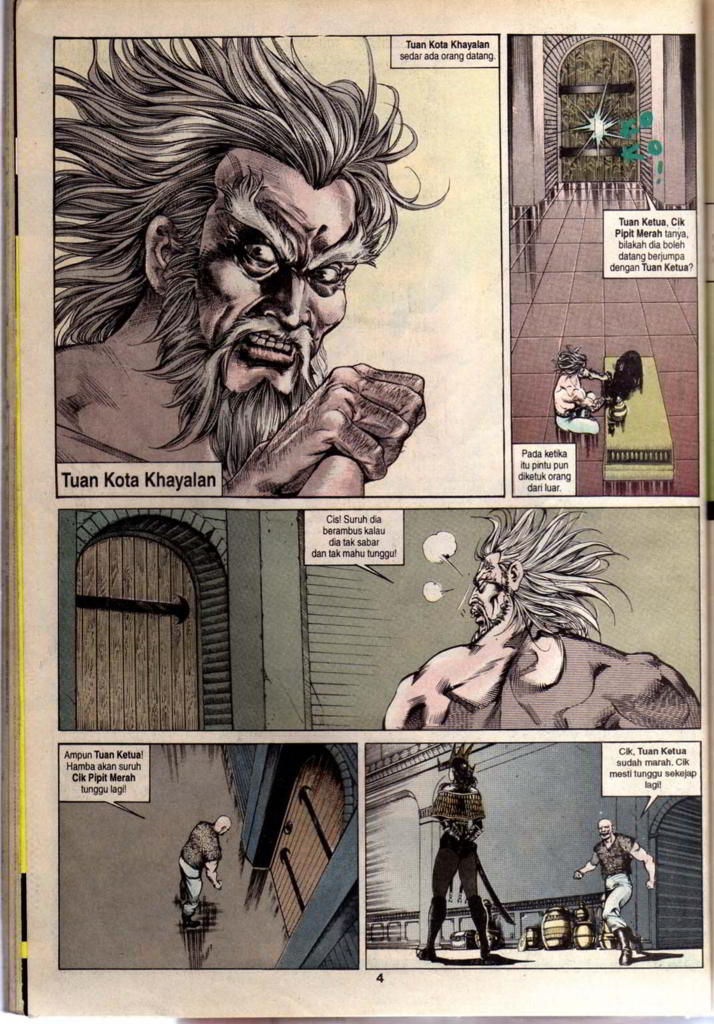 Tuan Kota Khayalan
sedar ada orang datang.
Tuan Kota Khayalan
KO
KOI!
Tuan Ketua, Cik
Pipit Merah tanya,
bilakah dia boleh
datang berjumpa
dengan Tuan Ketua?
Pada ketika
itu pintu pun
diketuk orang
dari luar.
Cis! Suruh dia
berambus kalau
dia tak sabar
dan tak mahu tunggu!
Ampun Tuan Ketua!
Hamba akan suruh
Cik Pipit Merah
tunggu lagi!
Cik, Tuan Ketua
sudah marah. Cik
mesti tunggu sekejap
lagi!
4